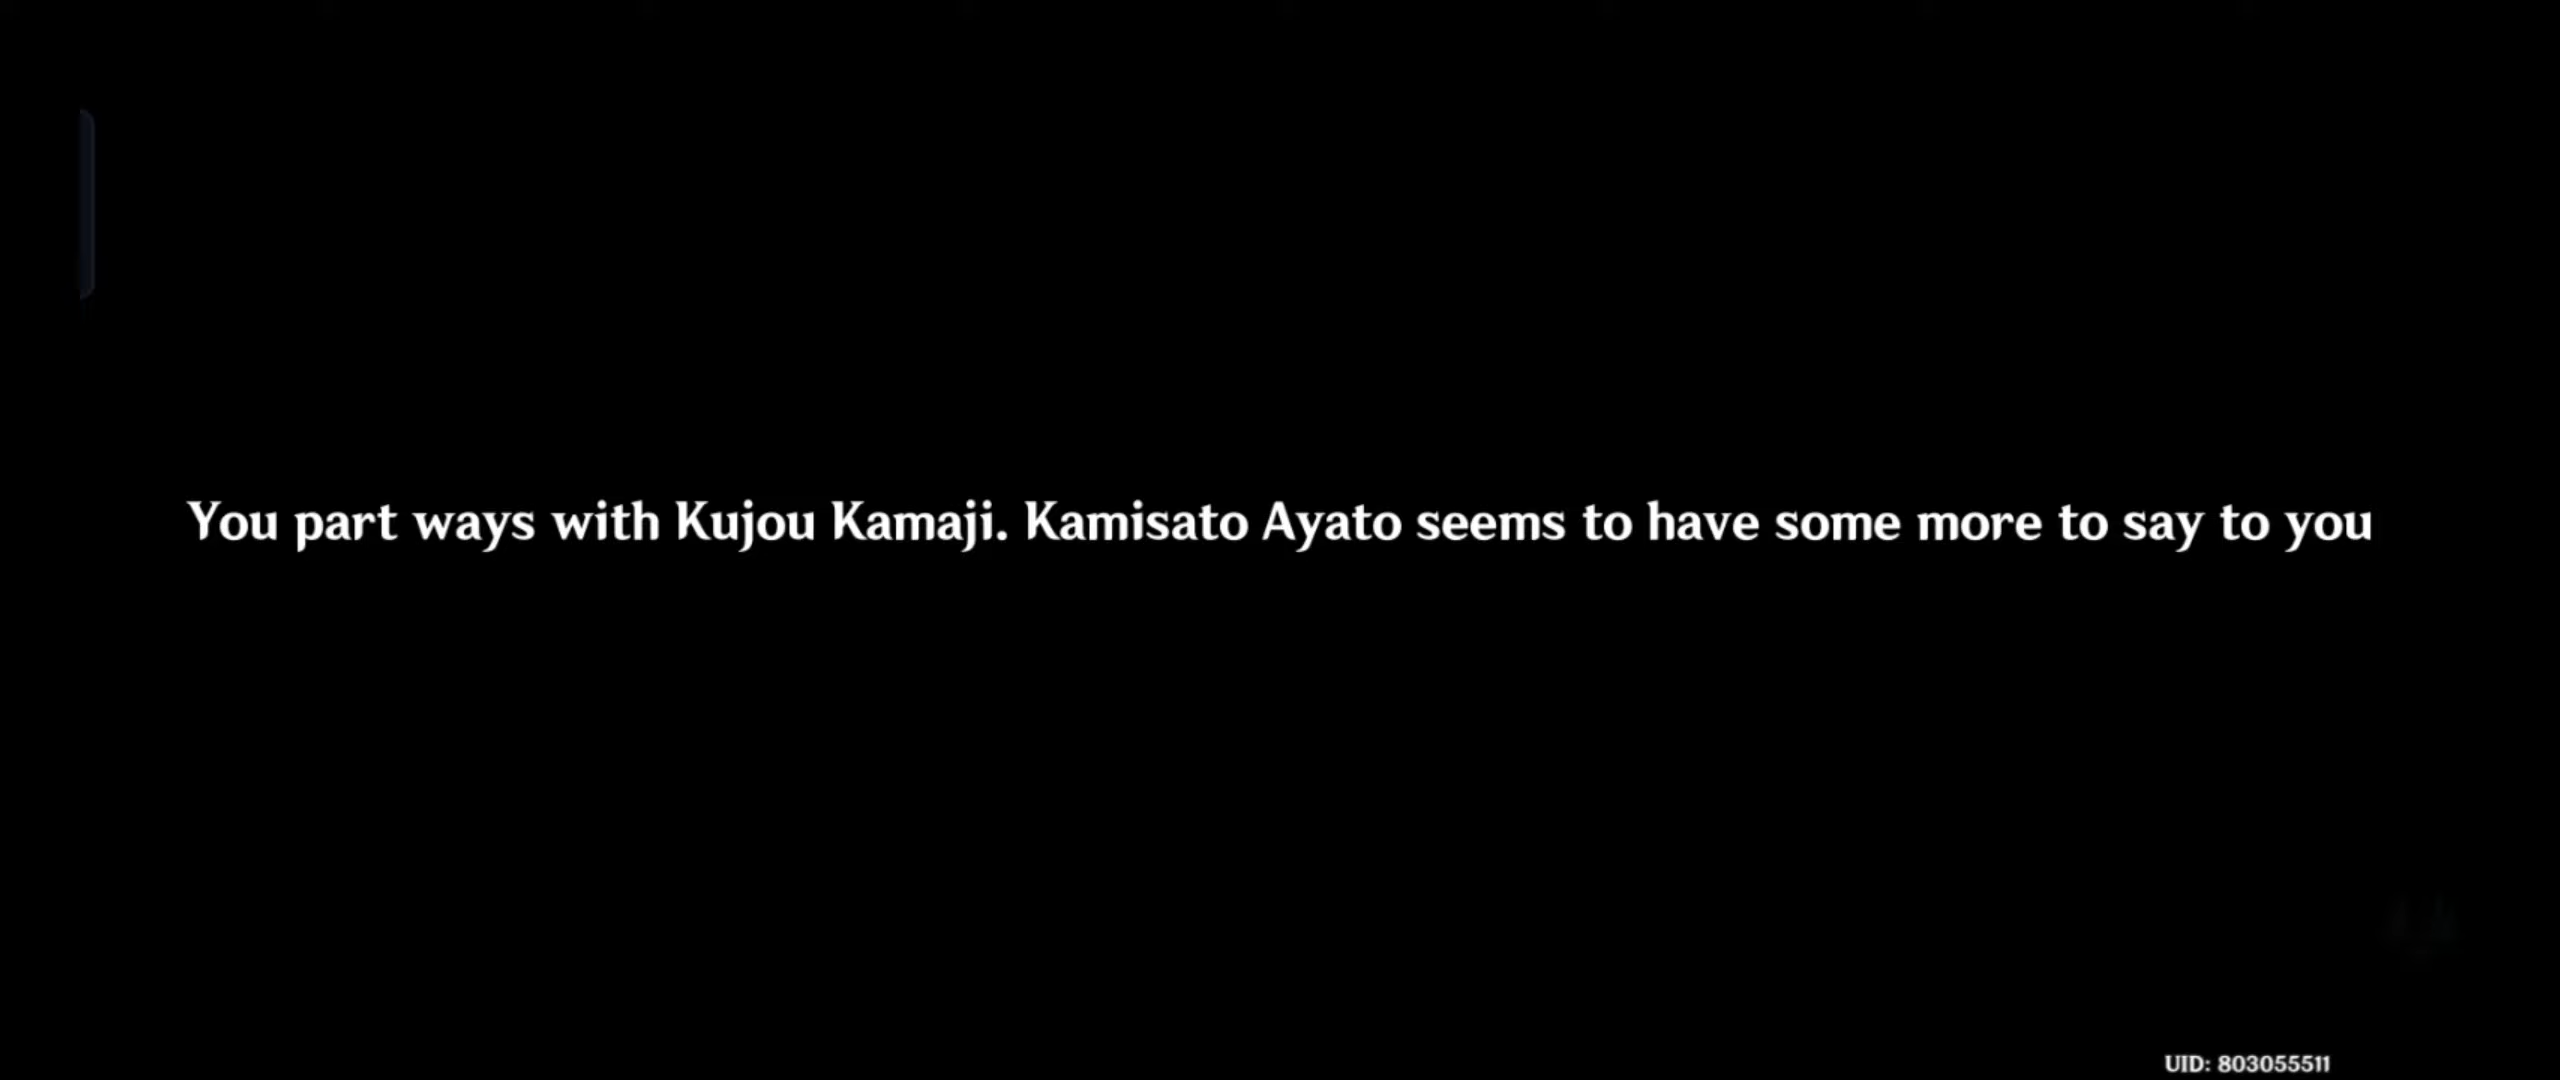 You part ways with Kujou Kamaji. Kamisato Ayato seems to have some more to say to you
UID: 803055511